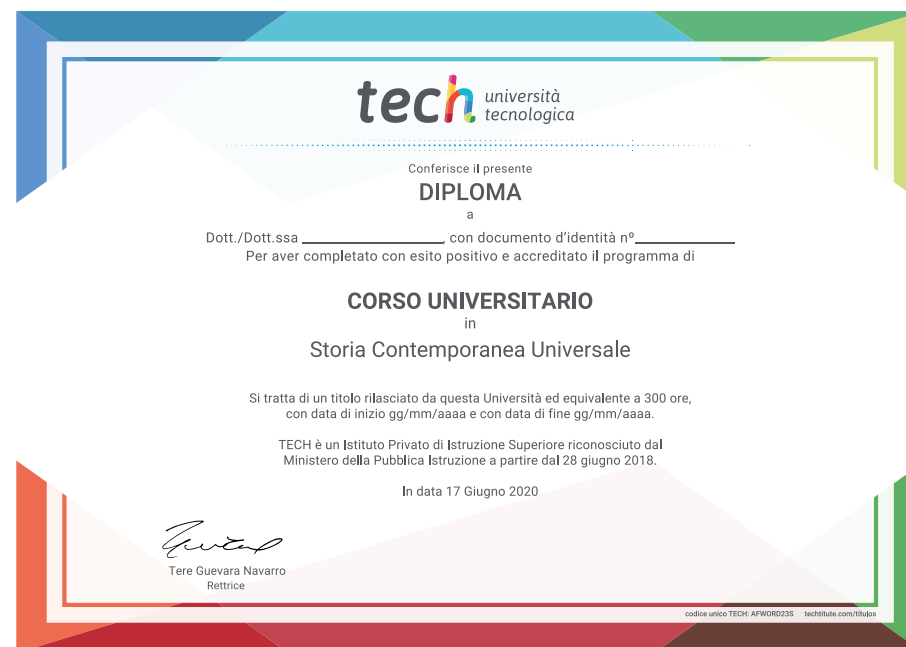 tech università
tecnologica
Conferisce il presente
DIPLOMA
a
Dott./Dott.ssa ____________________, con documento d'identità nº______________
Per aver completato con esito positivo e accreditato il programma di
CORSO UNIVERSITARIO
in
Storia Contemporanea Universale
Si tratta di un titolo rilasciato da questa Università ed equivalente a 300 ore,
con data di inizio gg/mm/aaaa e con data di fine gg/mm/aaaa.
TECH è un Istituto Privato di Istruzione Superiore riconosciuto dal
Ministero della Pubblica Istruzione a partire dal 28 giugno 2018.
In data 17 Giugno 2020
Tere Guevara Navarro
Rettrice
codice unico TECH: AFWORD23S techtitute.com/titulos